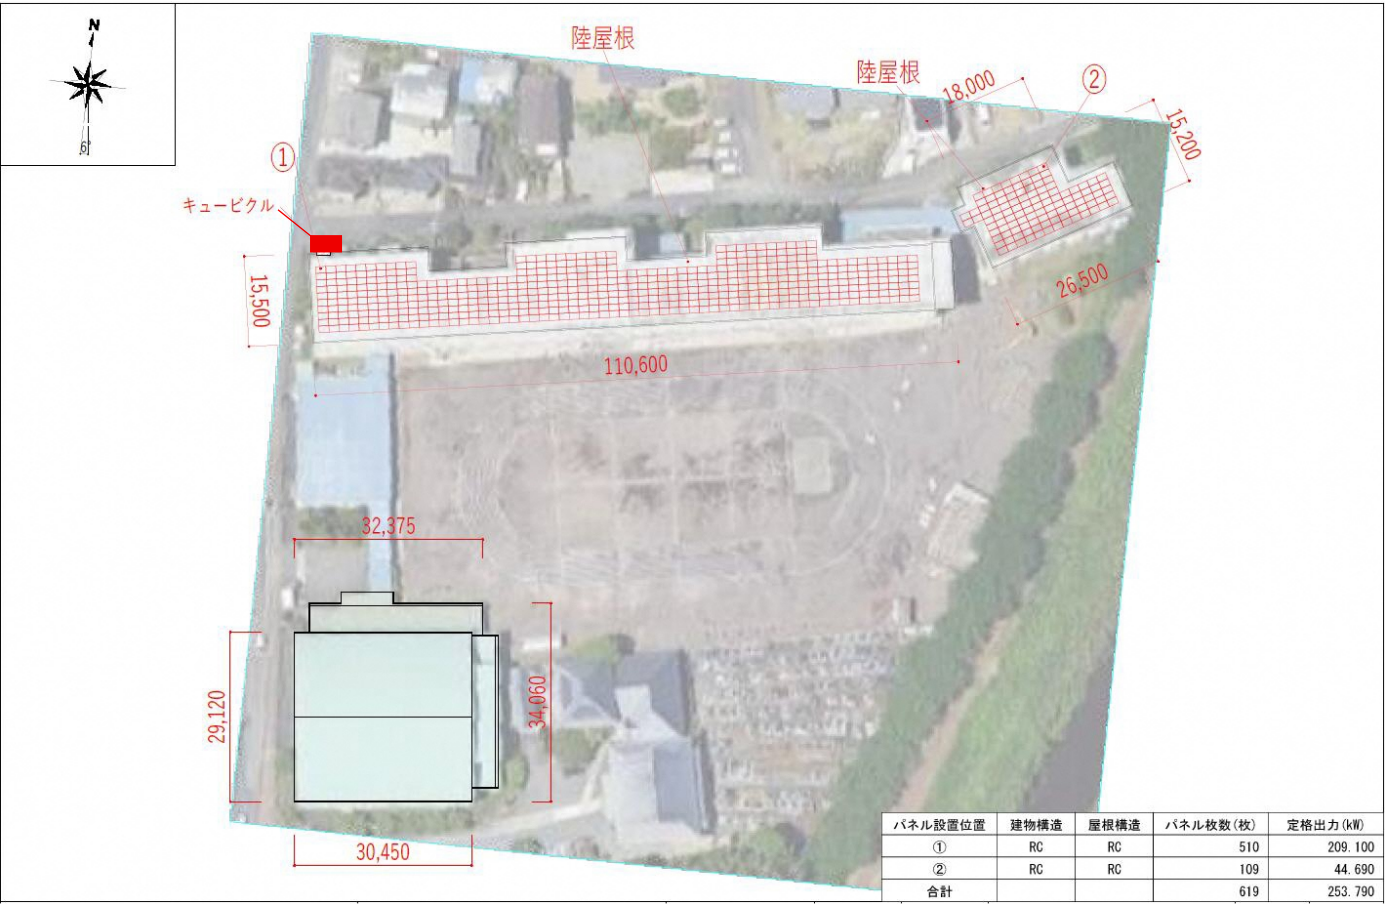 N
6°
陸屋根
陸屋根
18,000
②
15,200
①
キュービクル
15,500
26,500
110,600
32,375
29,120
34,060
30,450
パネル設置位置 建物構造 屋根構造 パネル枚数(枚) 定格出力(kW)
① RC RC 510 209.100
② RC RC 109 44.690
合計 619 253.790